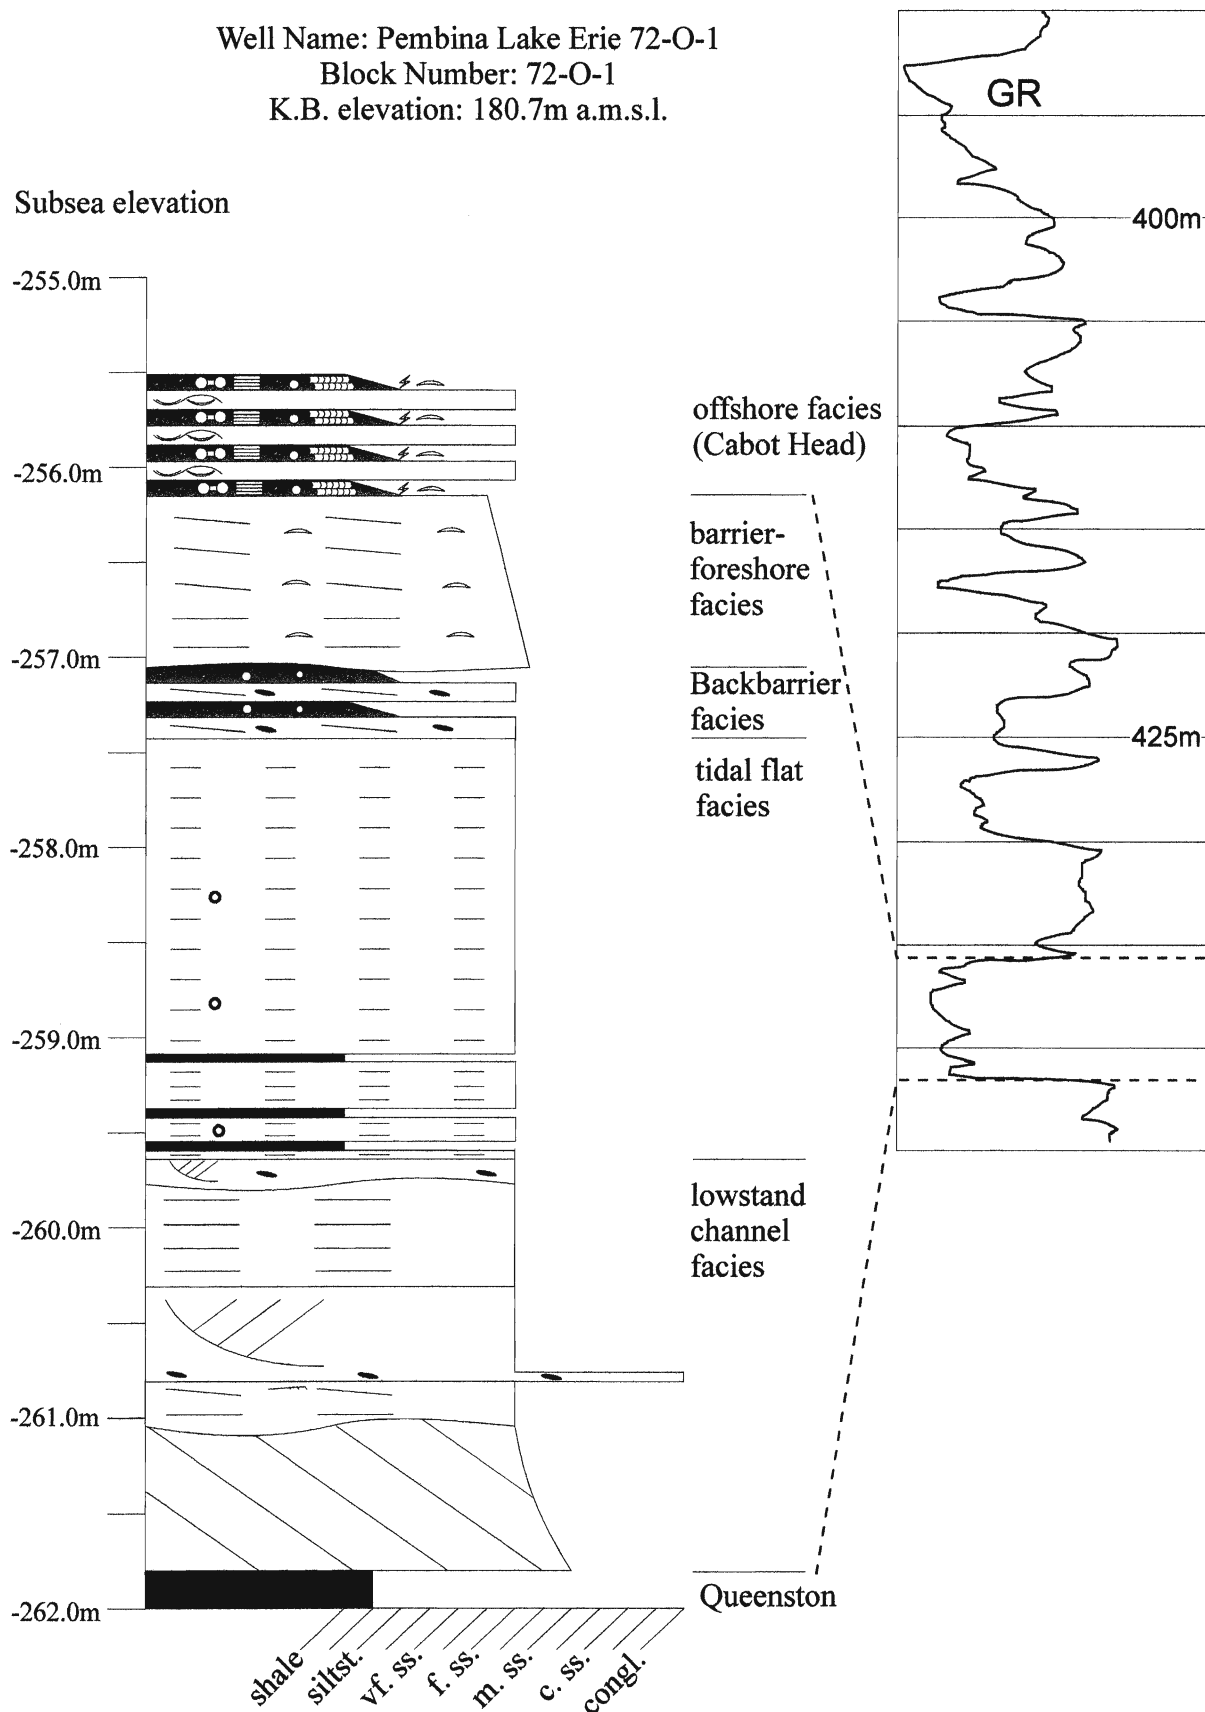 Well Name: Pembina Lake Erie 72-O-1
Block Number: 72-O-1
K.B. elevation: 180.7m a.m.s.l.
GR
Subsea elevation
400m
-255.0m
offshore facies
(Cabot Head)
-256.0m
barrier-
foreshore
facies
-257.0m
Backbarrier
facies
425m
tidal flat
facies
-258.0m
-259.0m
lowstand
channel
facies
-260.0m
-261.0m
Queenston
-262.0m
shale
siltst.
vf. ss.
f. ss.
m. ss.
c. ss.
congl.